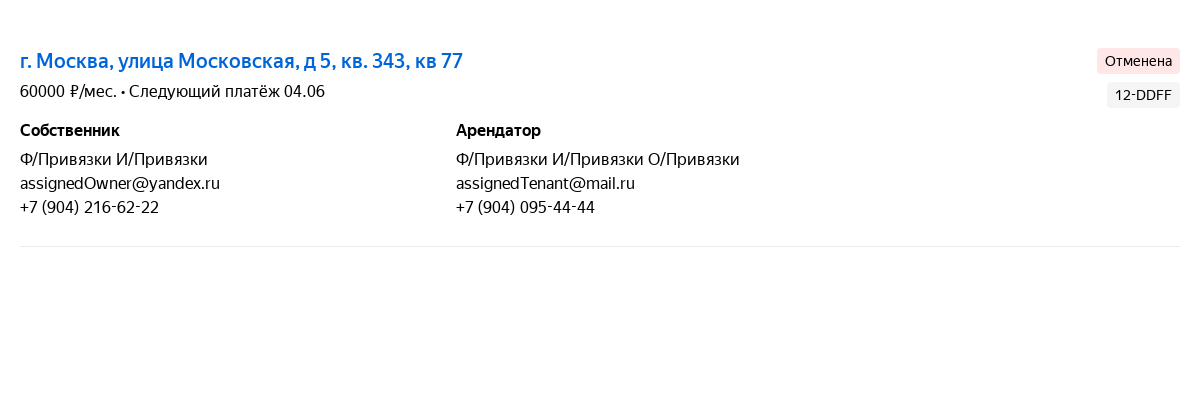 г. Москва, улица Московская, д 5, кв. 343, кв 77
Отменена
60000 ₽/мес. • Следующий платёж 04.06
12-DDFF
Собственник
Ф/Привязки И/Привязки
assignedOwner@yandex.ru
+7 (904) 216-62-22
Арендатор
Ф/Привязки И/Привязки О/Привязки
assignedTenant@mail.ru
+7 (904) 095-44-44